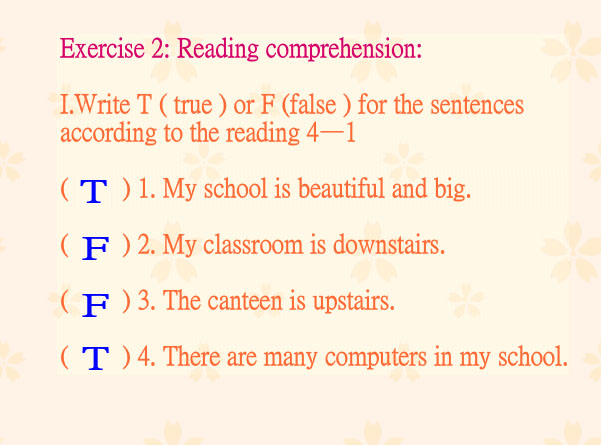 Exercise 2: Reading comprehension:
I.Write T ( true ) or F (false ) for the sentences
according to the reading 4—1
( T ) 1. My school is beautiful and big.
( F ) 2. My classroom is downstairs.
( F ) 3. The canteen is upstairs.
( T ) 4. There are many computers in my school.